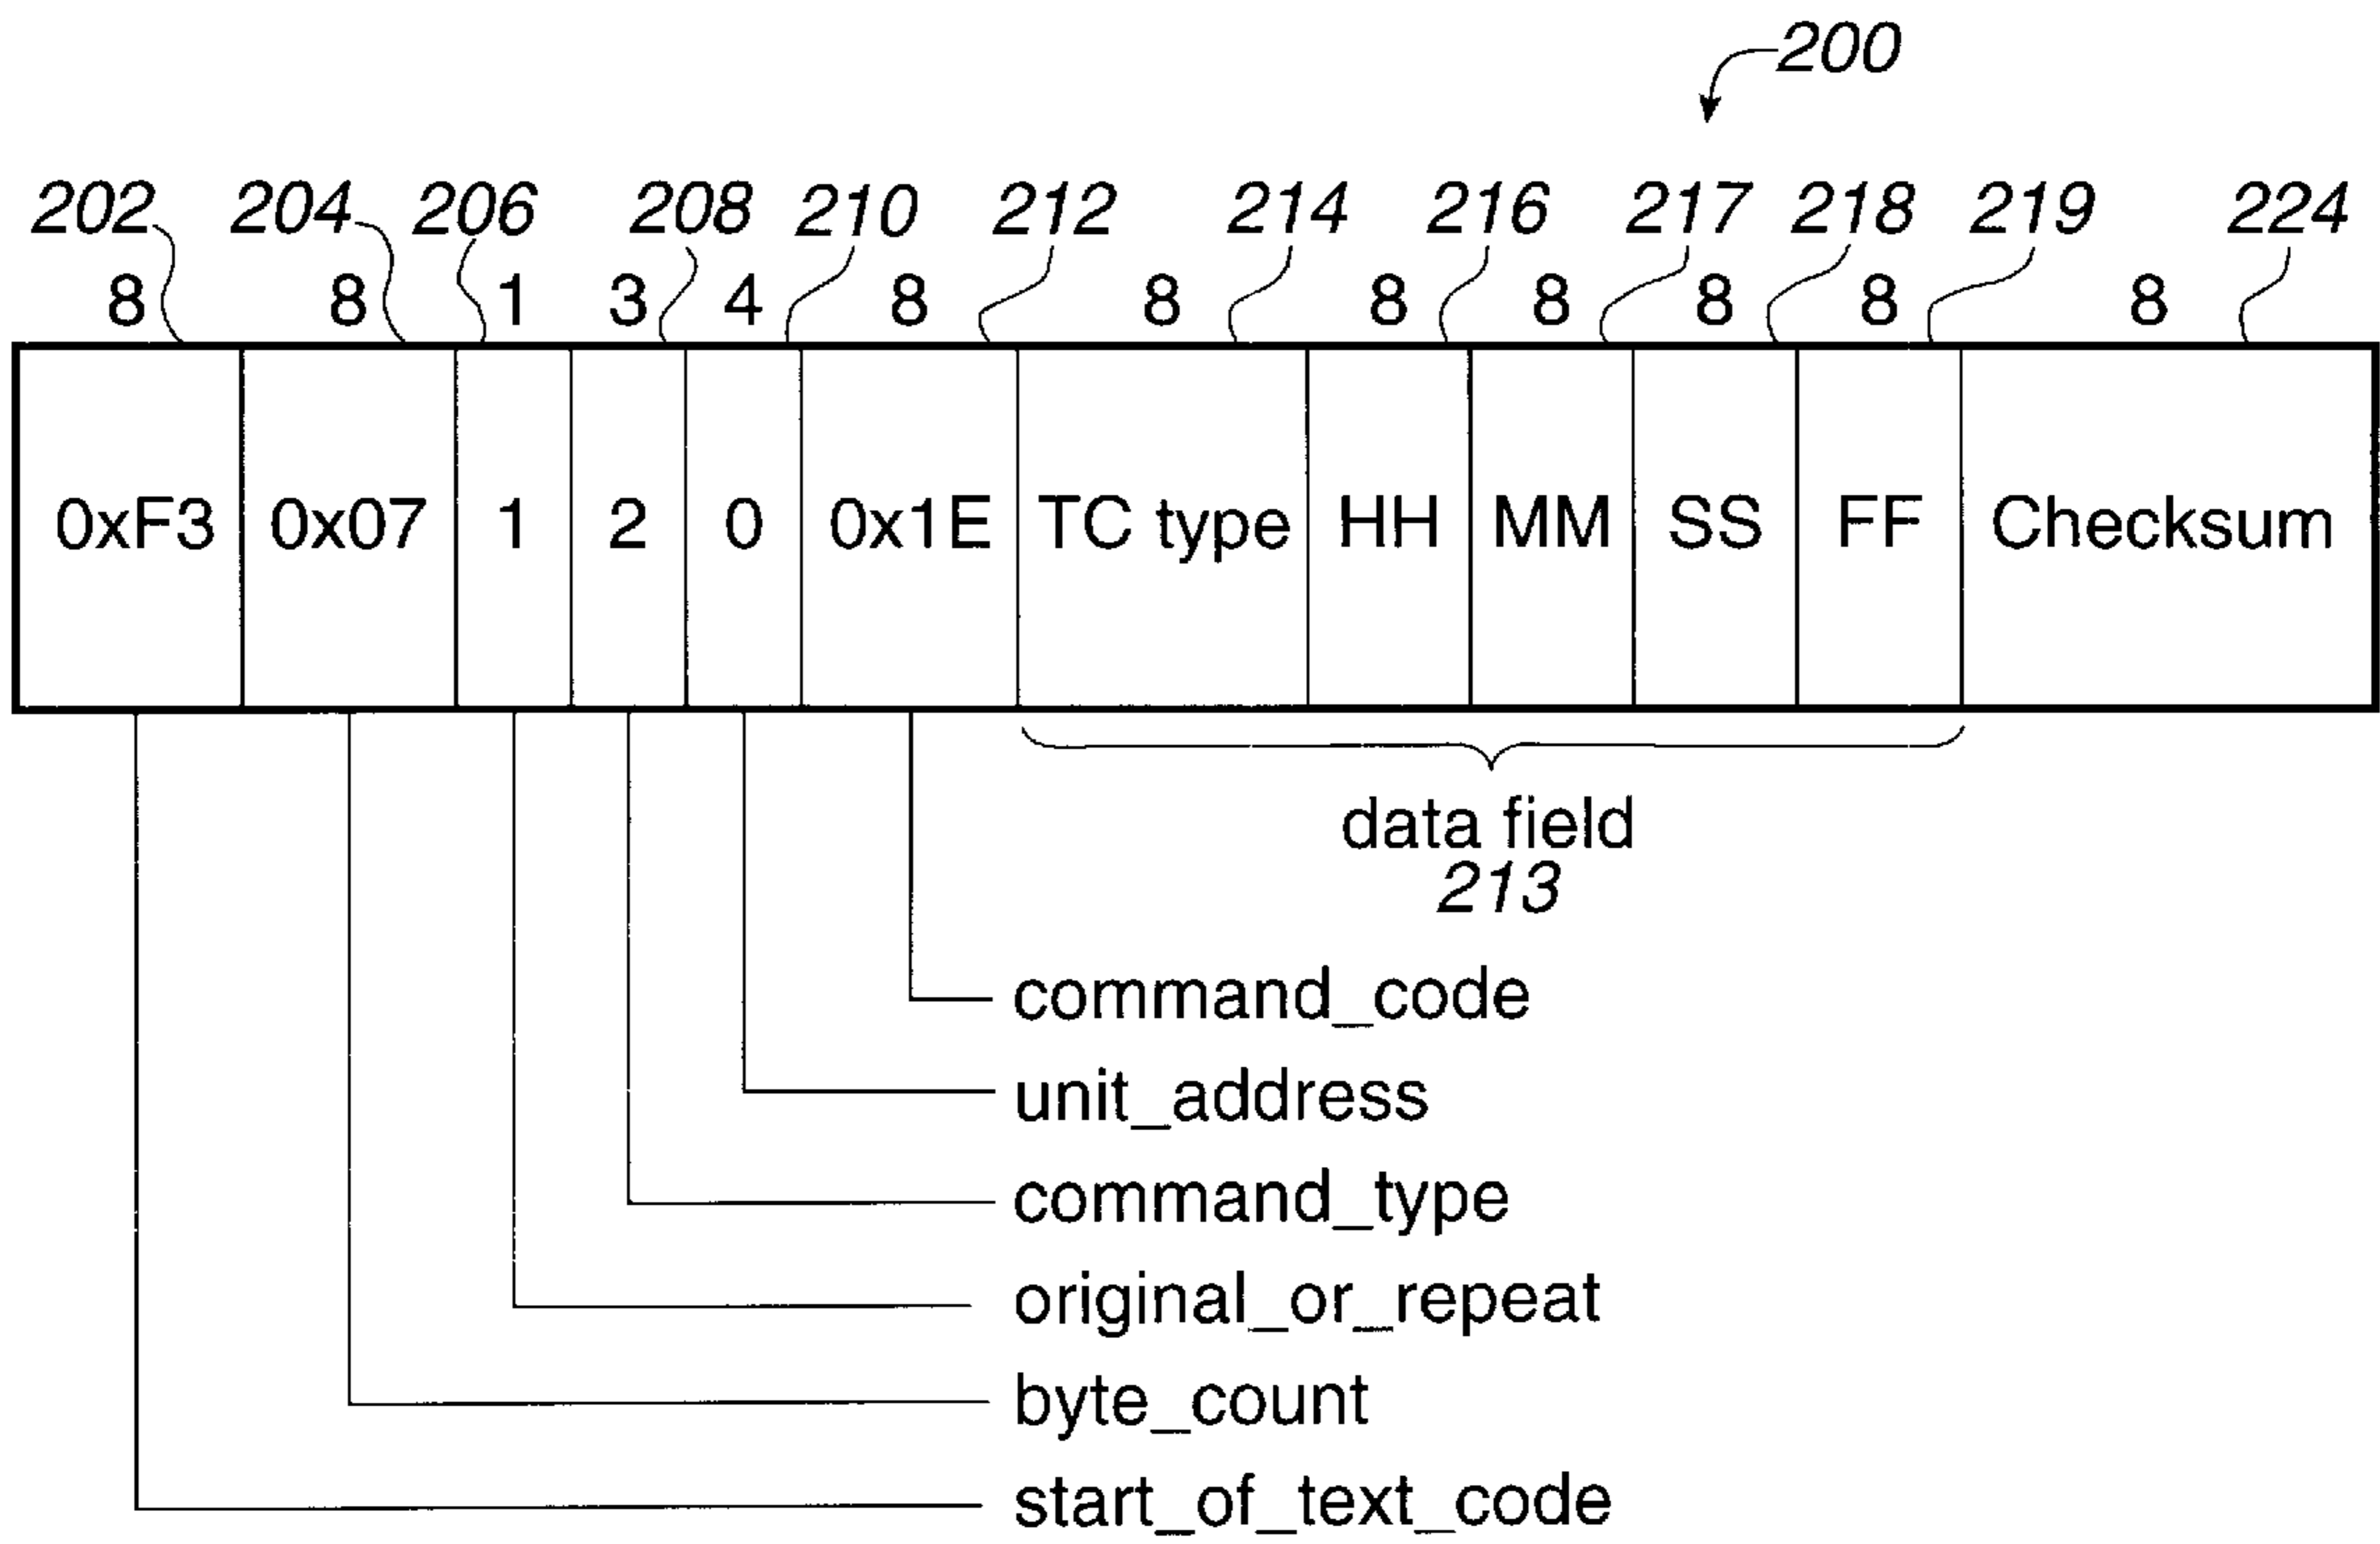 200
202 204 206 208 210 212 214 216 217 218 219 224
8 8 1 3 4 8 8 8 8 8 8 8
0xF3 0x07 1 2 0 0x1E TC type HH MM SS FF Checksum
data field
213
command_code
unit_address
command_type
original_or_repeat
byte_count
start_of_text_code